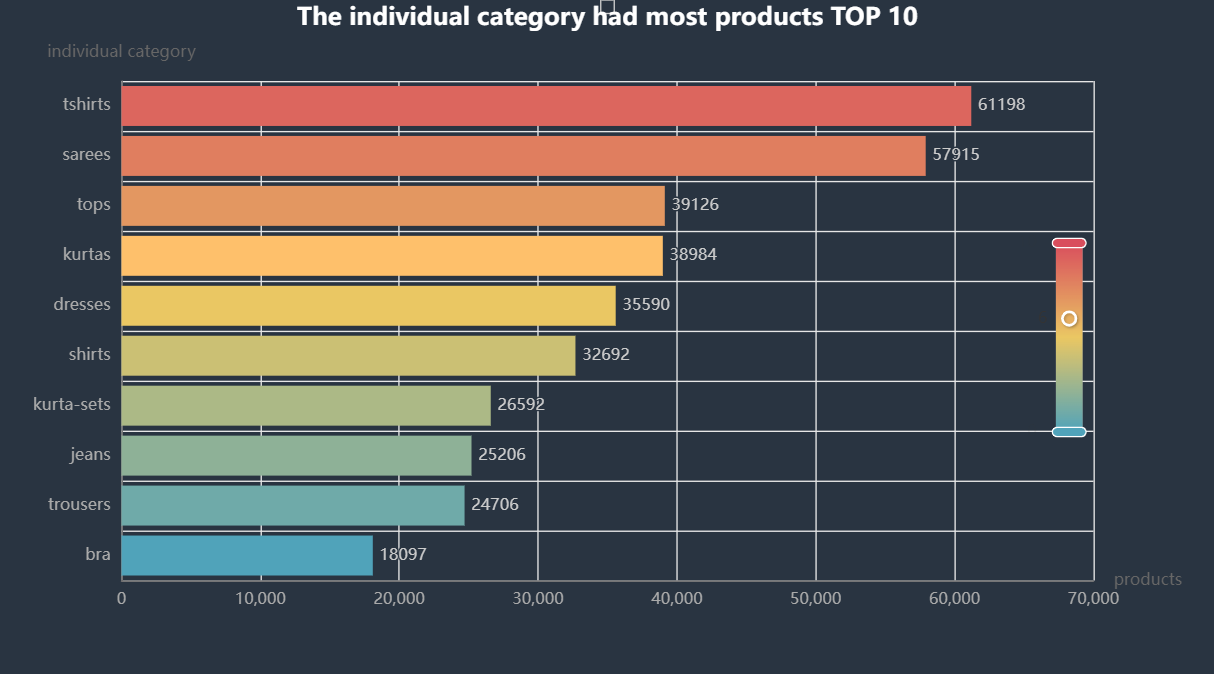 The individual category had most products TOP 10
individual category
tshirts 61198
sarees 57915
tops 39126
kurtas 38984
dresses 35590
shirts 32692
kurta-sets 26592
jeans 25206
trousers 24706
bra 18097
products
0 10,000 20,000 30,000 40,000 50,000 60,000 70,000